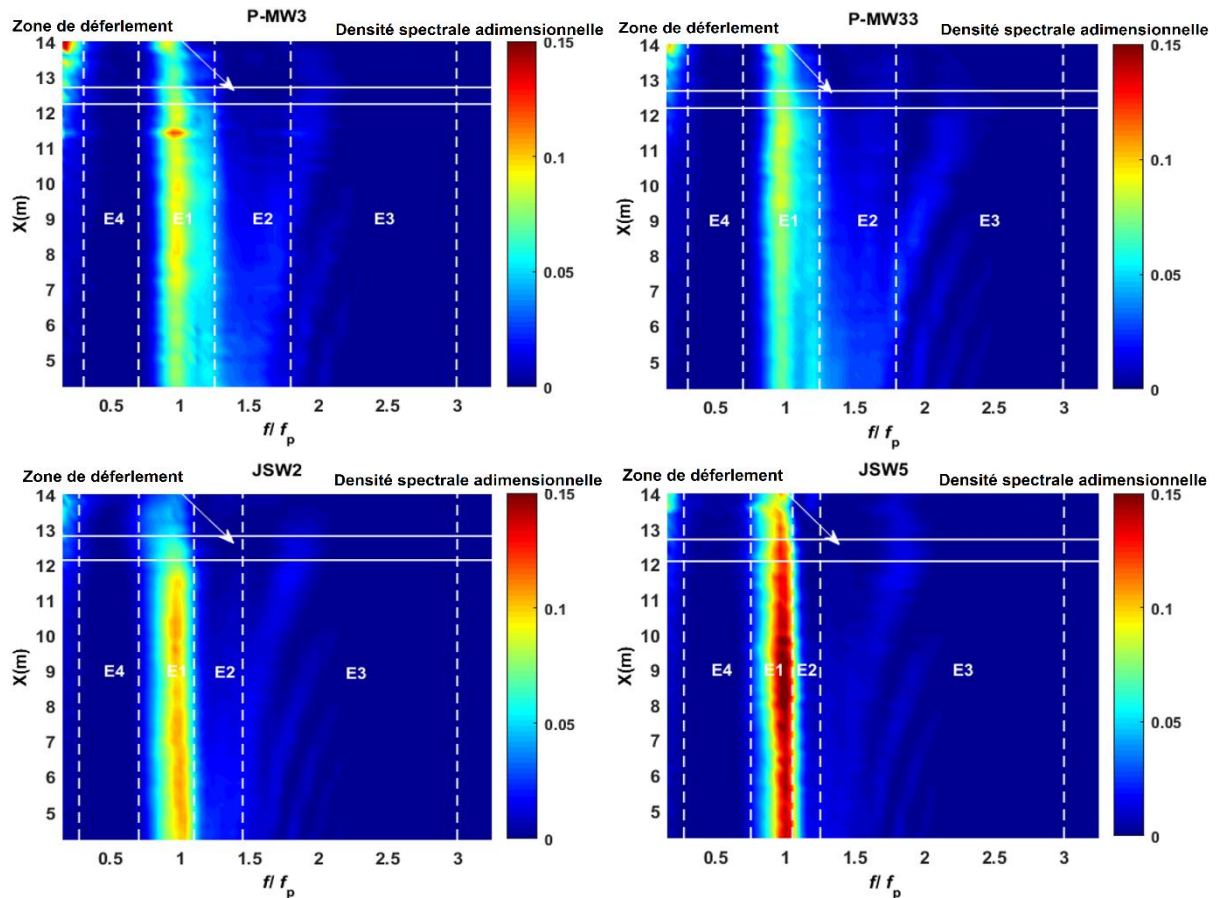 P-MW3
Zone de déferlement
Densité spectrale adimensionnelle
14
13
12
11
10
9
8
7
6
5
X(m)
E4
E1
E2
E3
0.5
1
1.5
2
2.5
3
f/ fp
0.15
0.1
0.05
0
P-MW33
Zone de déferlement
Densité spectrale adimensionnelle
14
13
12
11
10
9
8
7
6
5
X(m)
E4
E1
E2
E3
0.5
1
1.5
2
2.5
3
f/ fp
0.15
0.1
0.05
0
JSW2
Zone de déferlement
Densité spectrale adimensionnelle
14
13
12
11
10
9
8
7
6
5
X(m)
E4
E1
E2
E3
0.5
1
1.5
2
2.5
3
f/ fp
0.15
0.1
0.05
0
JSW5
Zone de déferlement
Densité spectrale adimensionnelle
14
13
12
11
10
9
8
7
6
5
X(m)
E4
E1
E2
E3
0.5
1
1.5
2
2.5
3
f/ fp
0.15
0.1
0.05
0